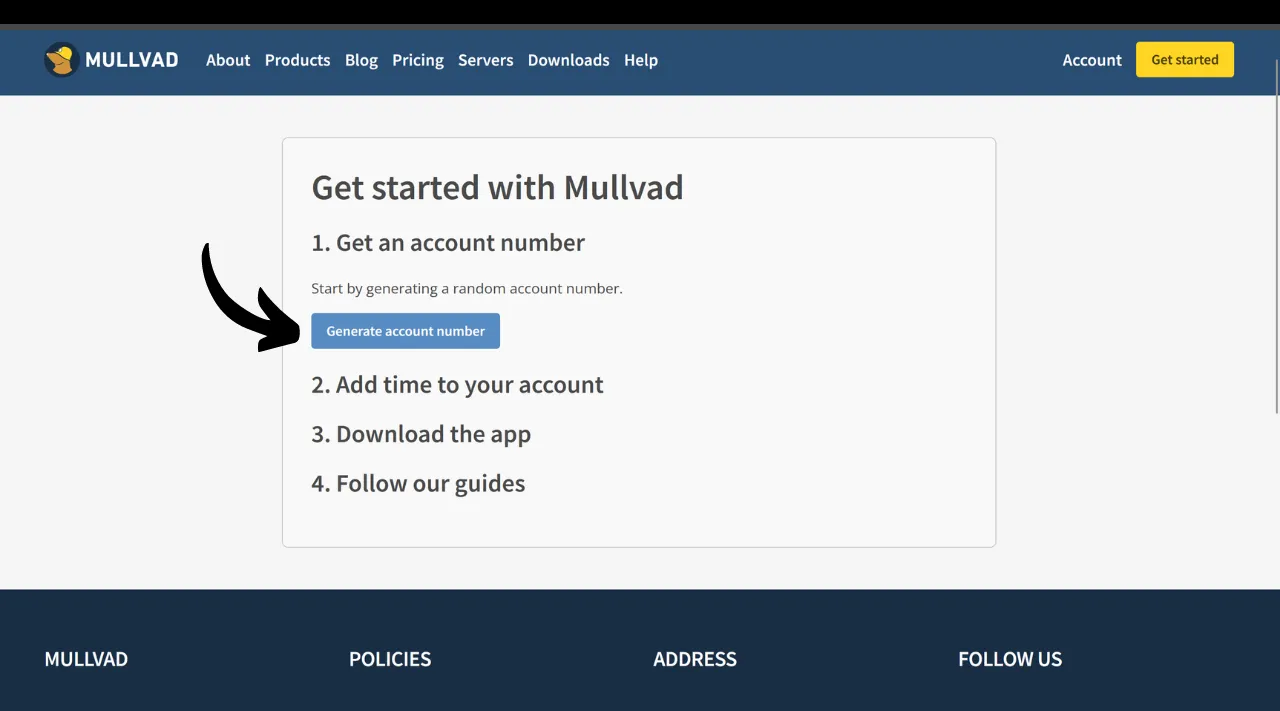 MULLVAD About Products Blog Pricing Servers Downloads Help Account Get started
Get started with Mullvad
1. Get an account number
Start by generating a random account number.
Generate account number
2. Add time to your account
3. Download the app
4. Follow our guides
MULLVAD POLICIES ADDRESS FOLLOW US